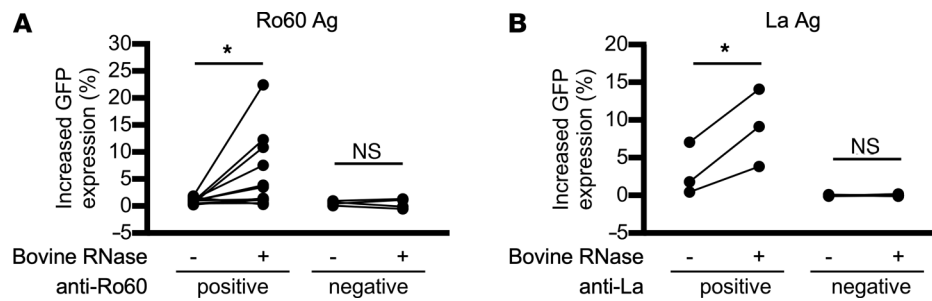 A
Ro60 Ag
Increased GFP
expression (%)
30
25
20
15
10
5
0
-5
*
NS
Bovine RNase - + - +
anti-Ro60 positive negative
B
La Ag
Increased GFP
expression (%)
20
15
10
5
0
-5
*
NS
Bovine RNase - + - +
anti-La positive negative